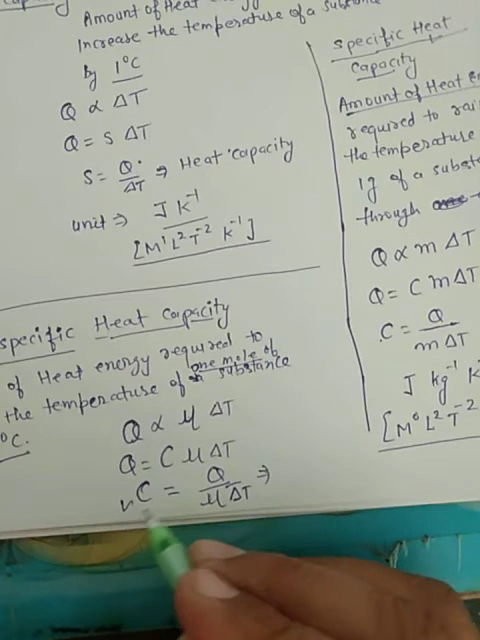 Amount of Heat
Increase the temperature of a substance
By 1°C
Q ∝ ΔT
Q = S ΔT
S = Q/ΔT ⇒ Heat Capacity
unit ⇒ J K⁻¹
[M¹ L² T⁻² K⁻¹]
specific Heat Capacity
of Heat energy required to
the temperature of one mole of substance
°C.
Q ∝ μ ΔT
Q = C μ ΔT
C = Q/μΔT ⇒
specific Heat
Capacity
Amount of Heat
required to
the temperature
1g of a
through
Q ∝ m ΔT
Q = C m ΔT
C = Q/mΔT
J kg⁻¹ K
[M⁰ L² T⁻²